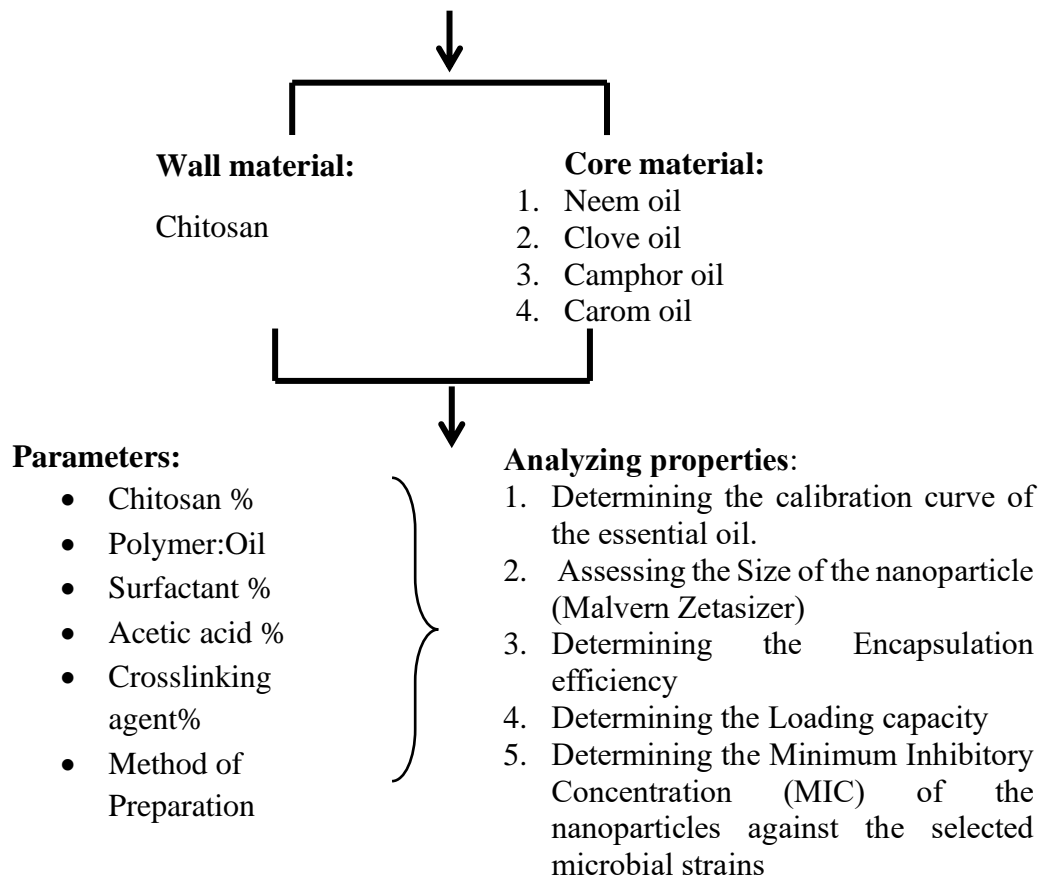 Wall material:
Chitosan
Core material:
1. Neem oil
2. Clove oil
3. Camphor oil
4. Carom oil
Parameters:
• Chitosan %
• Polymer:Oil
• Surfactant %
• Acetic acid %
• Crosslinking
agent%
• Method of
Preparation
Analyzing properties:
1. Determining the calibration curve of
the essential oil.
2. Assessing the Size of the nanoparticle
(Malvern Zetasizer)
3. Determining the Encapsulation
efficiency
4. Determining the Loading capacity
5. Determining the Minimum Inhibitory
Concentration (MIC) of the
nanoparticles against the selected
microbial strains